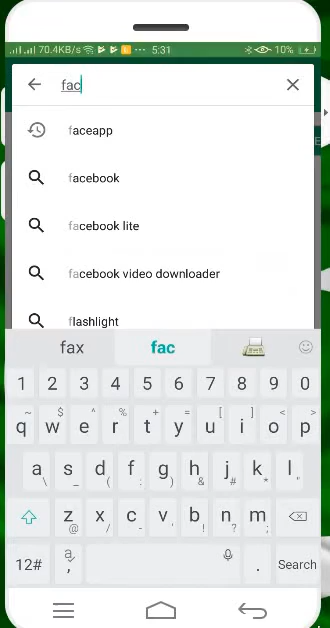 70.4KB/s ... 5:31 10%
fac
faceapp
facebook
facebook lite
facebook video downloader
flashlight
fax fac
1 2 3 4 5 6 7 8 9 0
~ $ ^ % + = [ ] < >
q w e r t y u i o p
a s d f g h j k l
\ _ ( : ) & # * "
z x c v b n m
@ / - ' ! ? ;
12# a , . Search